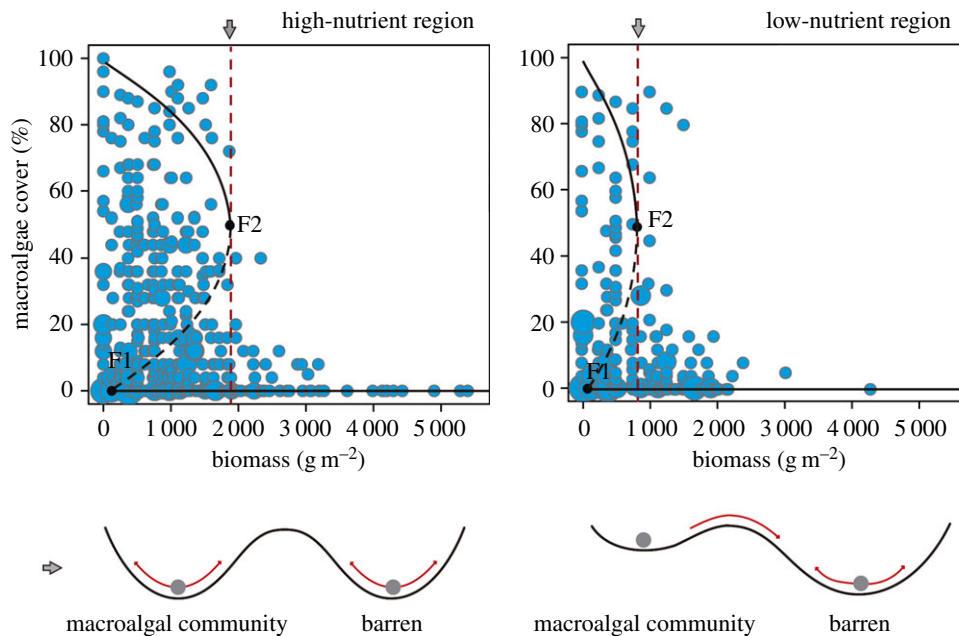 high-nutrient region
low-nutrient region
macroalgae cover (%)
100
80
60
40
20
0
F2
F1
0 1 000 2 000 3 000 4 000 5 000
biomass (g m−2)
100
80
60
40
20
0
F2
F1
0 1 000 2 000 3 000 4 000 5 000
biomass (g m−2)
macroalgal community barren
macroalgal community barren